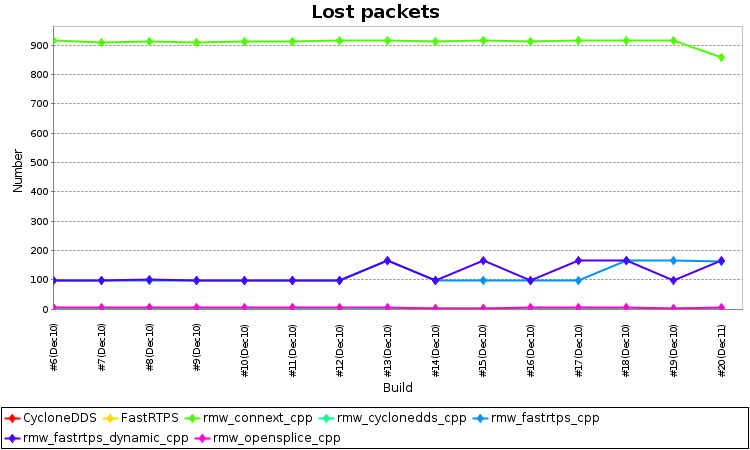 Lost packets
Number
900
800
700
600
500
400
300
200
100
0
#6(Dec10)
#7(Dec10)
#8(Dec10)
#9(Dec10)
#10(Dec10)
#11(Dec10)
#12(Dec10)
#13(Dec10)
#14(Dec10)
#15(Dec10)
#16(Dec10)
#17(Dec10)
#18(Dec10)
#19(Dec10)
#20(Dec11)
Build
CycloneDDS FastRTPS rmw_connext_cpp rmw_cyclonedds_cpp rmw_fastrtps_cpp
rmw_fastrtps_dynamic_cpp rmw_opensplice_cpp